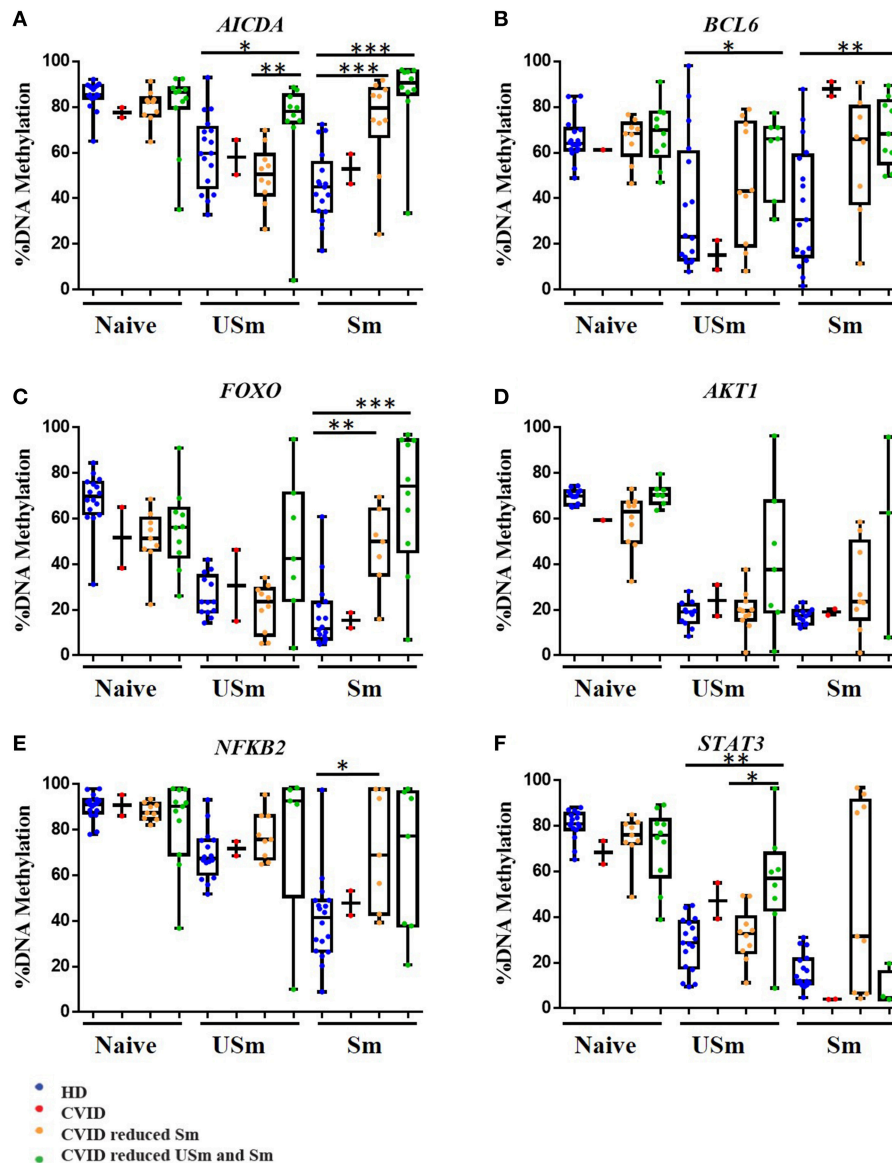 A
AICDA
%DNA Methylation
100
80
60
40
20
0
*
**
***
***
Naive USm Sm
B
BCL6
%DNA Methylation
100
80
60
40
20
0
*
**
Naive USm Sm
C
FOXO
%DNA Methylation
100
80
60
40
20
0
***
**
Naive USm Sm
D
AKT1
%DNA Methylation
100
80
60
40
20
0
Naive USm Sm
E
NFKB2
%DNA Methylation
100
80
60
40
20
0
*
Naive USm Sm
F
STAT3
%DNA Methylation
100
80
60
40
20
0
**
*
Naive USm Sm
HD
CVID
CVID reduced Sm
CVID reduced USm and Sm